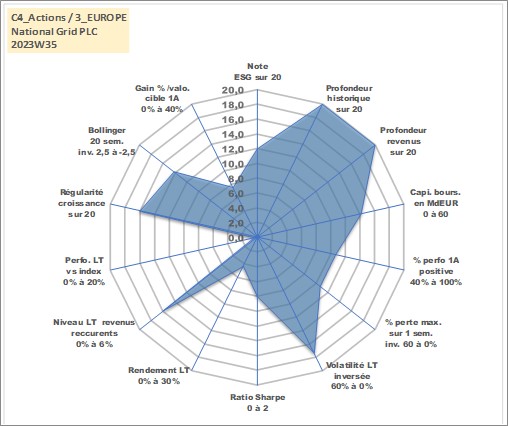 C4_Actions / 3_EUROPE
National Grid PLC
2023W35
Note
ESG sur 20
Profondeur
historique
sur 20
Profondeur
revenus
sur 20
Capi. bours.
en MdEUR
0 à 60
% perfo 1A
positive
40% à 100%
% perte max.
sur 1 sem.
inv. 60 à 0%
Volatilité LT
inversée
60% à 0%
Ratio Sharpe
0 à 2
Rendement LT
0% à 30%
Niveau LT revenus
reccurents
0% à 6%
Perfo. LT
vs index
0% à 20%
Régularité
croissance
sur 20
Bollinger
20 sem.
inv. 2,5 à -2,5
Gain % /valo.
cible 1A
0% à 40%
20,0
18,0
16,0
14,0
12,0
10,0
8,0
6,0
4,0
2,0
0,0